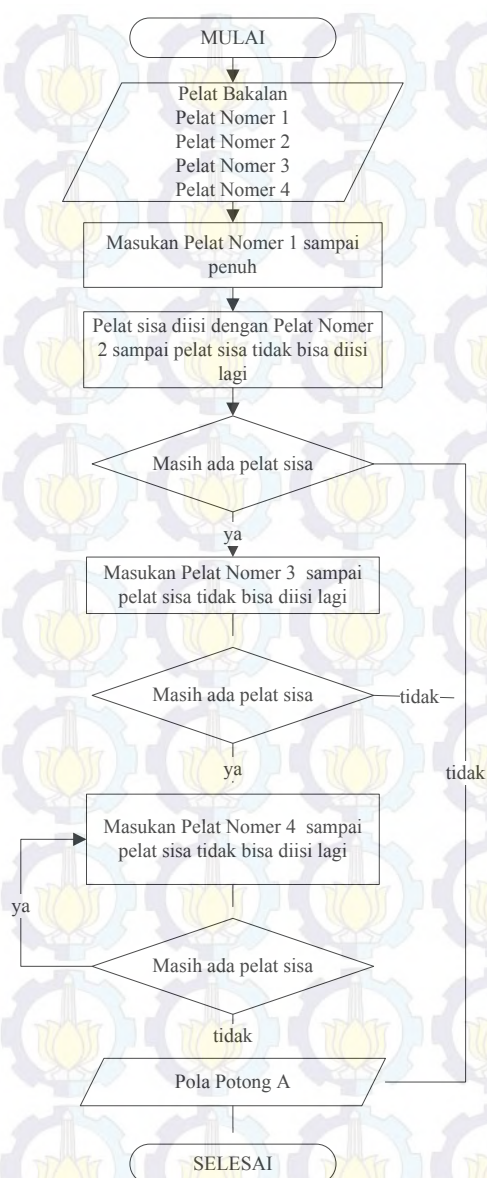 MULAI
Pelat Bakalan
Pelat Nomer 1
Pelat Nomer 2
Pelat Nomer 3
Pelat Nomer 4
Masukan Pelat Nomer 1 sampai
penuh
Pelat sisa diisi dengan Pelat Nomer
2 sampai pelat sisa tidak bisa diisi
lagi
Masih ada pelat sisa
ya
Masukan Pelat Nomer 3 sampai
pelat sisa tidak bisa diisi lagi
Masih ada pelat sisa
tidak
ya
tidak
Masukan Pelat Nomer 4 sampai
pelat sisa tidak bisa diisi lagi
ya
Masih ada pelat sisa
tidak
Pola Potong A
SELESAI